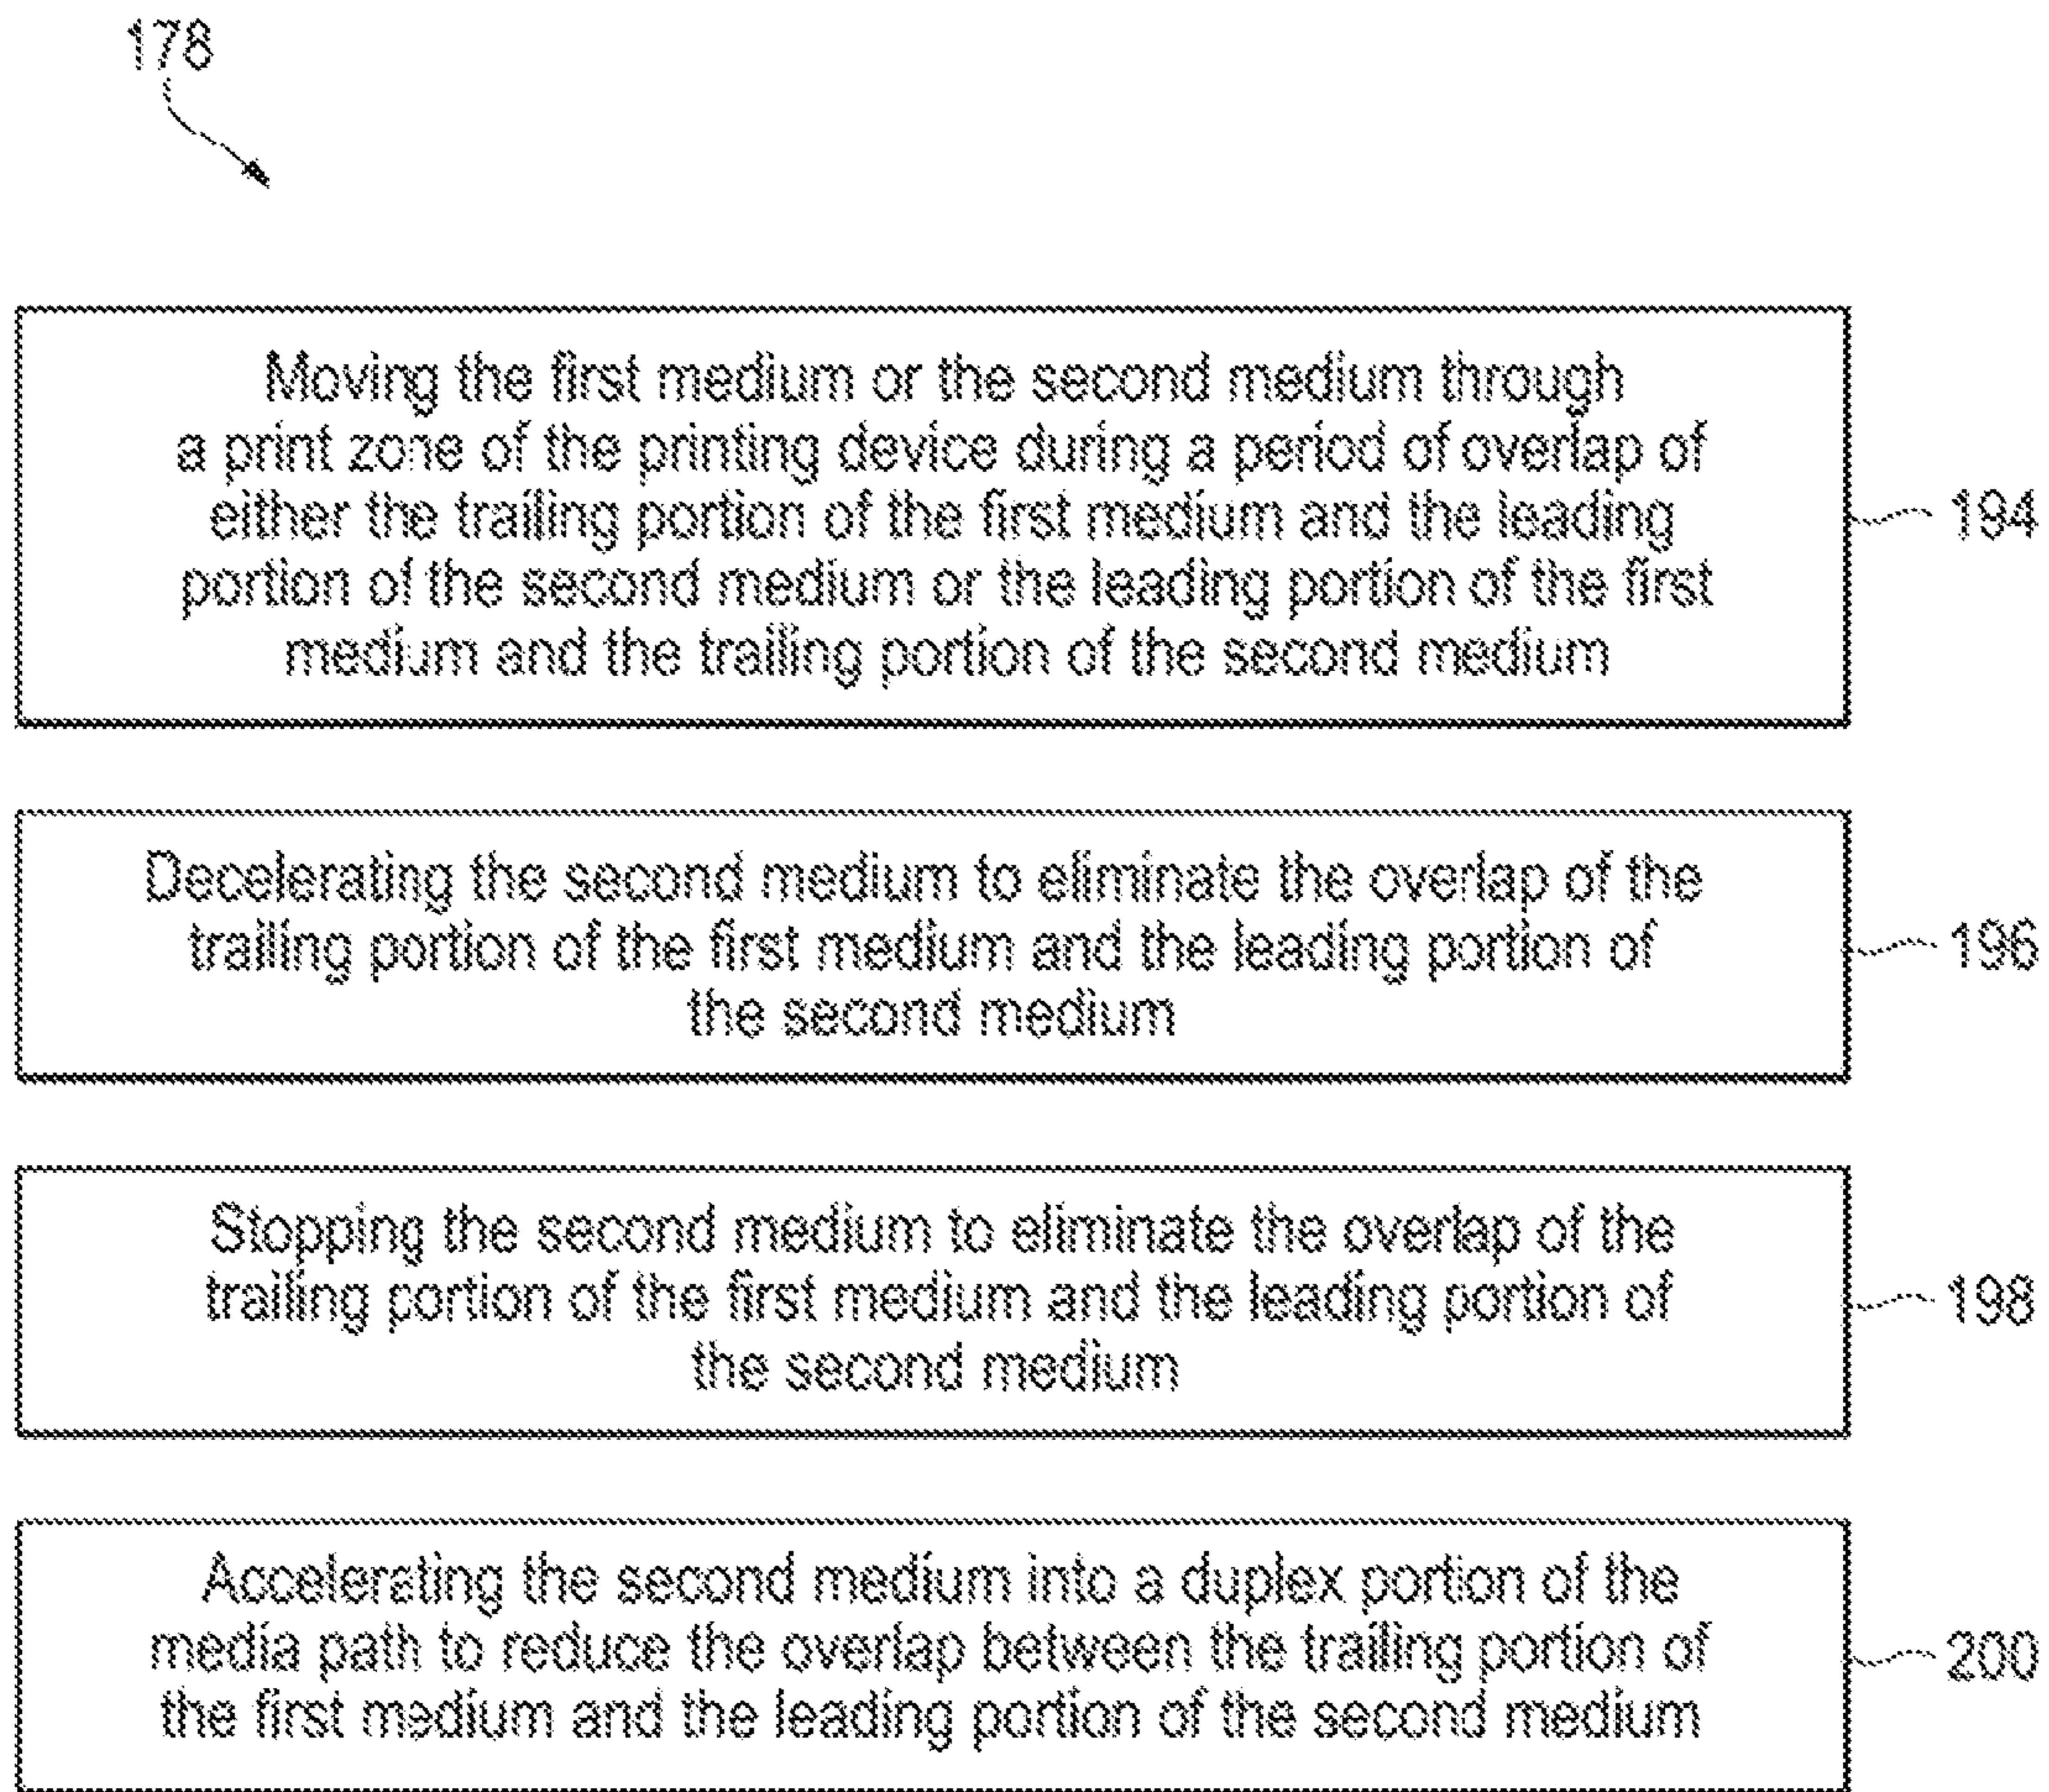 178
Moving the first medium or the second medium through
a print zone of the printing device during a period of overlap of
either the trailing portion of the first medium and the leading
portion of the second medium or the leading portion of the first
medium and the trailing portion of the second medium
194
Decelerating the second medium to eliminate the overlap of the
trailing portion of the first medium and the leading portion of
the second medium
196
Stopping the second medium to eliminate the overlap of the
trailing portion of the first medium and the leading portion of
the second medium
198
Accelerating the second medium into a duplex portion of the
media path to reduce the overlap between the trailing portion of
the first medium and the leading portion of the second medium
200